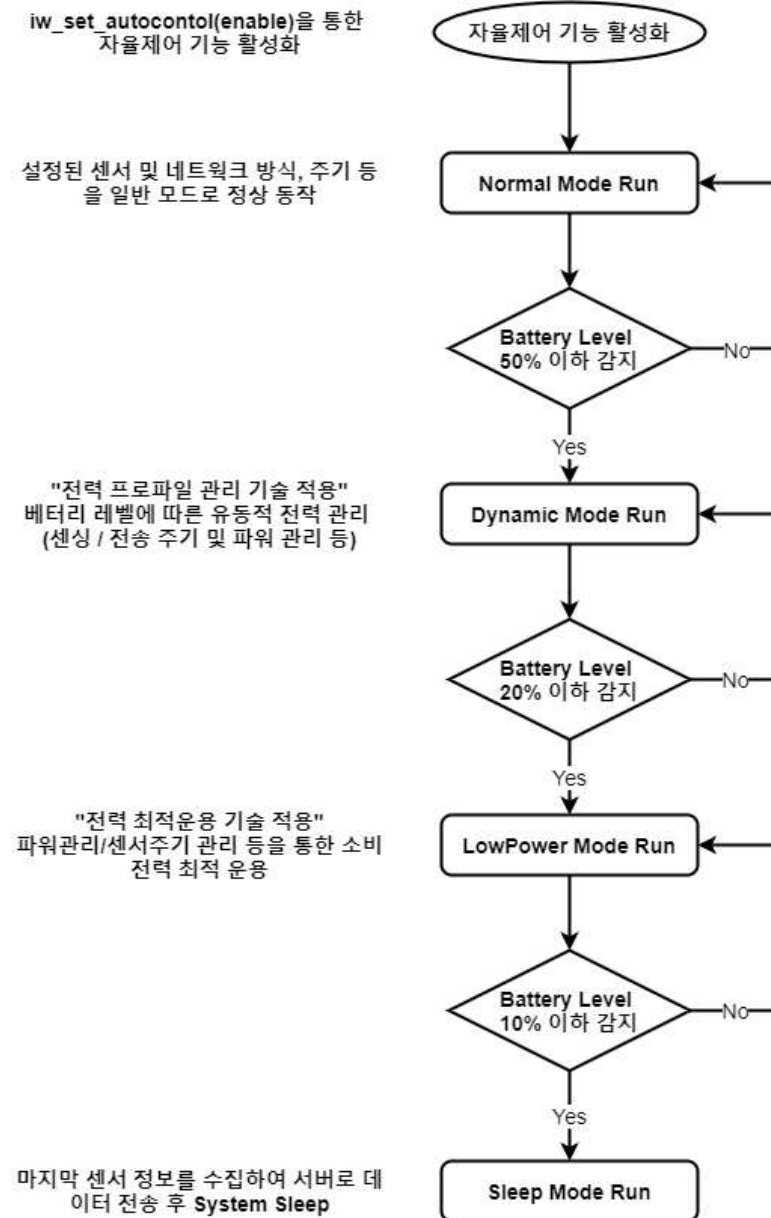 iw_set_autocontol(enable)을 통한
자율제어 기능 활성화
자율제어 기능 활성화
설정된 센서 및 네트워크 방식, 주기 등
을 일반 모드로 정상 동작
Normal Mode Run
Battery Level
50% 이하 감지
No
Yes
"전력 프로파일 관리 기술 적용"
베터리 레벨에 따른 유동적 전력 관리
(센싱 / 전송 주기 및 파워 관리 등)
Dynamic Mode Run
Battery Level
20% 이하 감지
No
Yes
"전력 최적운용 기술 적용"
파워관리/센서주기 관리 등을 통한 소비
전력 최적 운용
LowPower Mode Run
Battery Level
10% 이하 감지
No
Yes
마지막 센서 정보를 수집하여 서버로 데
이터 전송 후 System Sleep
Sleep Mode Run